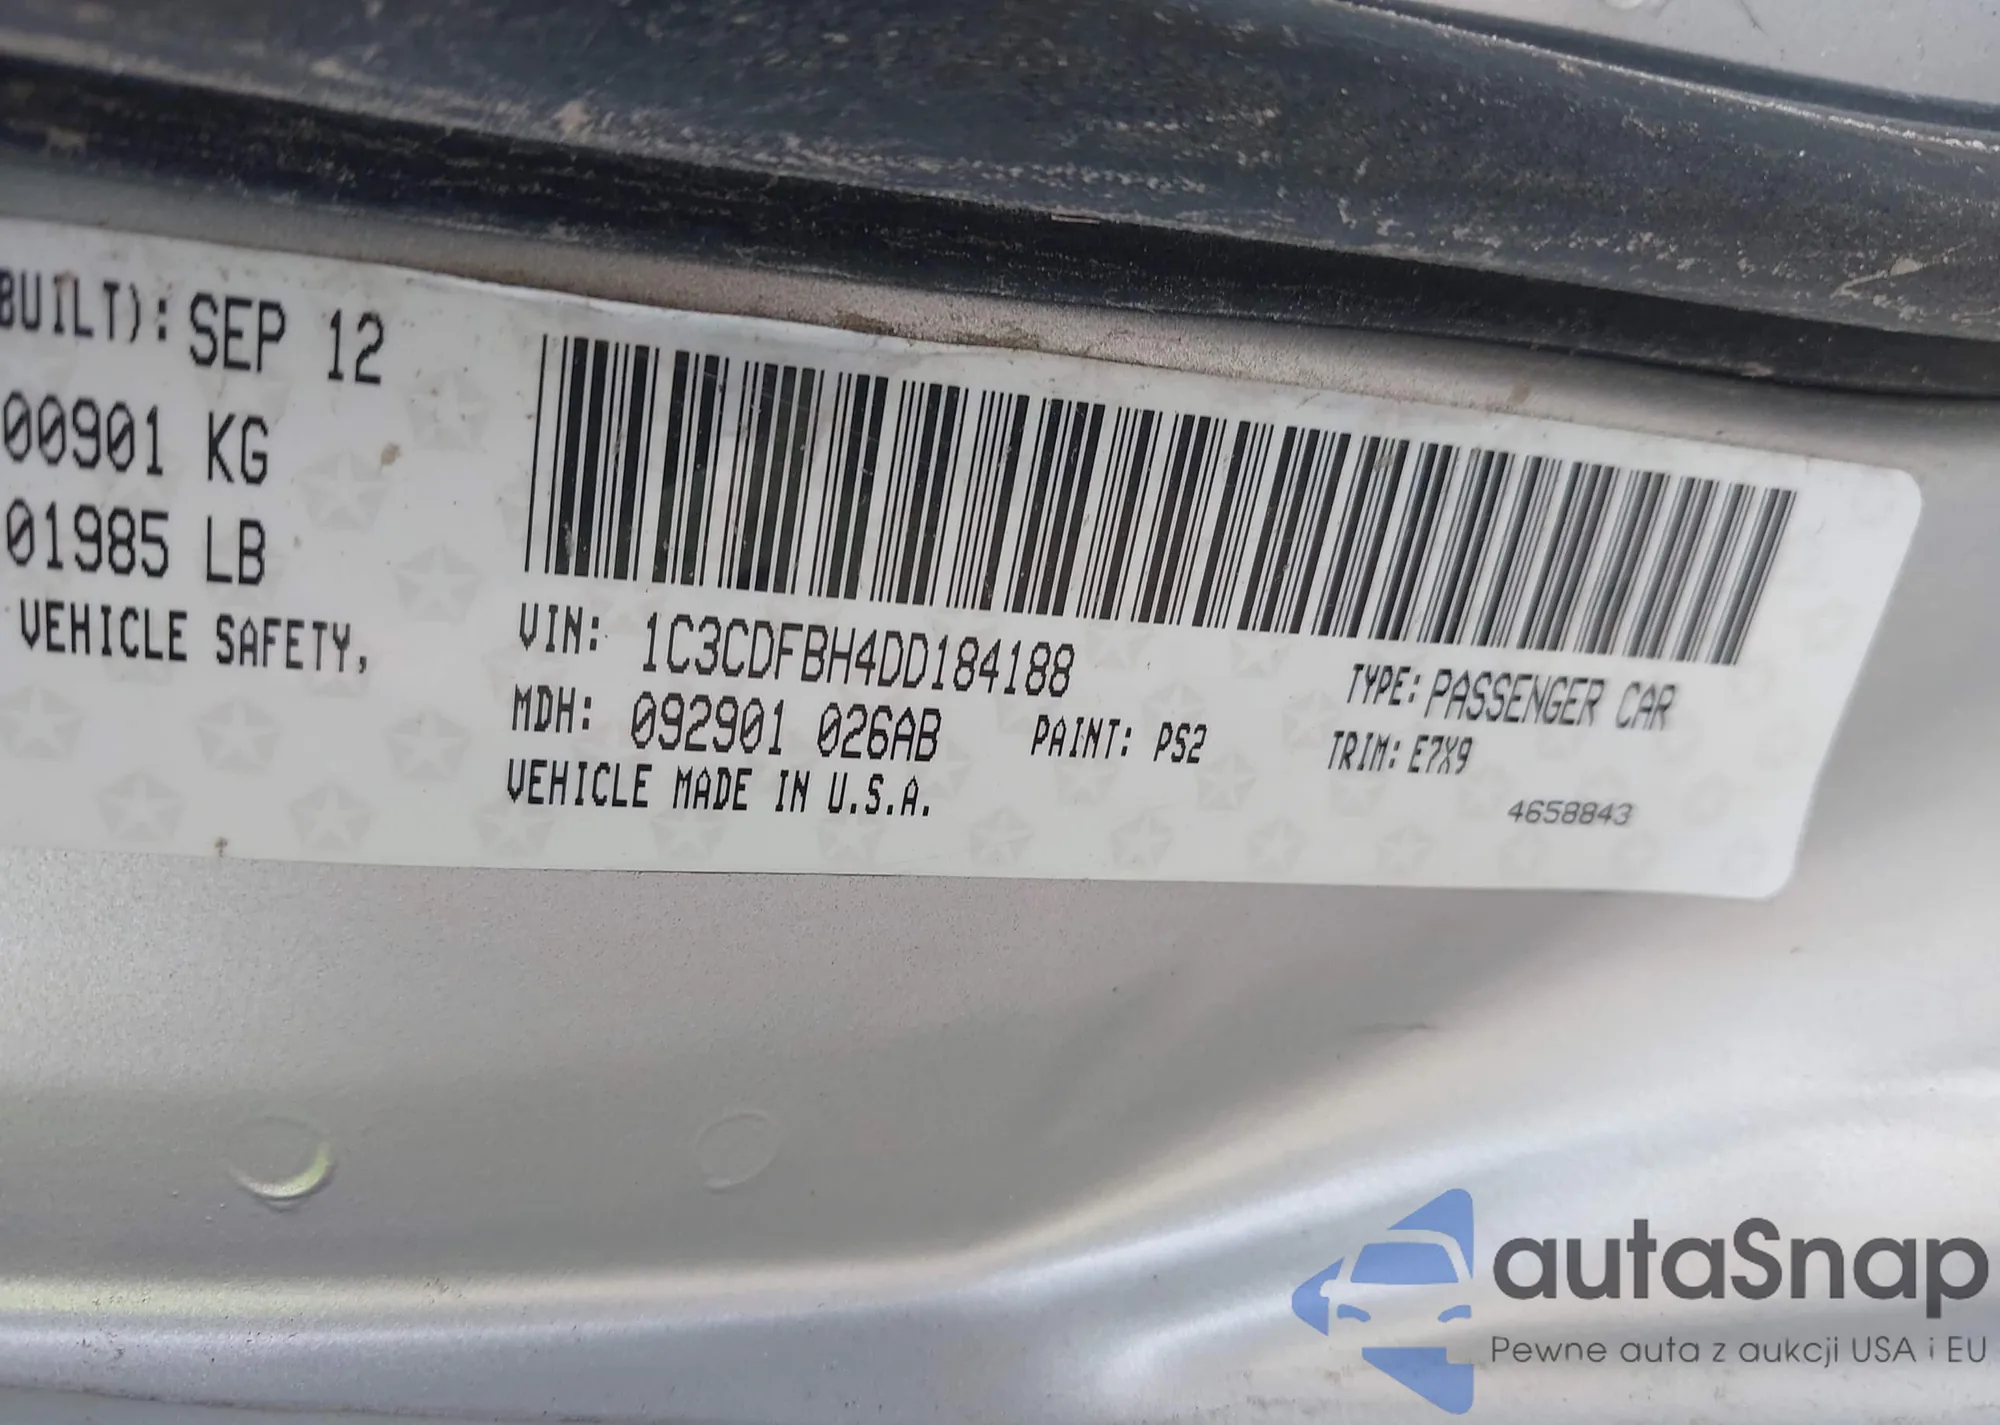 BUILT): SEP 12
00901 KG
01985 LB
VEHICLE SAFETY,
VIN: 1C3CDFBH4DD184188
TYPE: PASSENGER CAR
MDH: 092901 026AB PAINT: PS2 TRIM: E7X9
VEHICLE MADE IN U.S.A.
4658843
autaSnap
Pewne auta z aukcji USA i EU